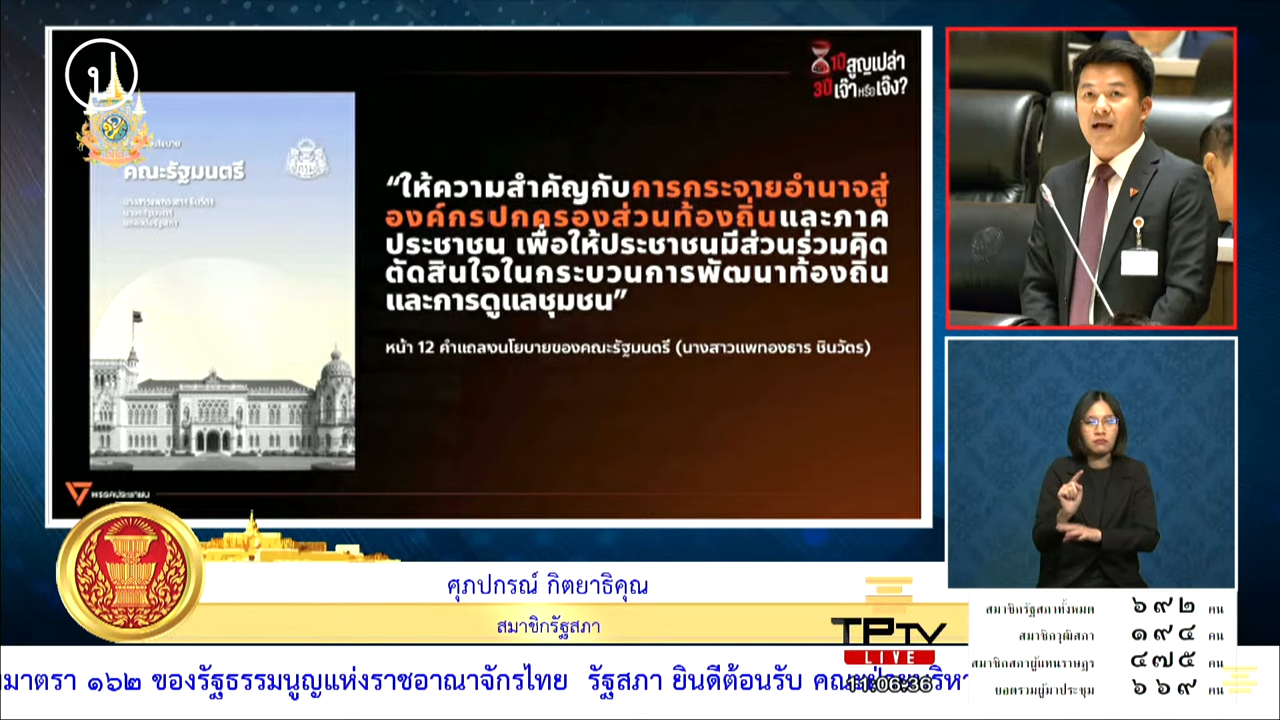 ป
1ปีสูญเปล่า
3ปีเจ๊าหรือเจ๊ง?
คณะรัฐมนตรี
“ให้ความสำคัญกับการกระจายอำนาจสู่
องค์กรปกครองส่วนท้องถิ่นและภาค
ประชาชน เพื่อให้ประชาชนมีส่วนร่วมคิด
ตัดสินใจในกระบวนการพัฒนาท้องถิ่น
และการดูแลชุมชน”
หน้า 12 คำแถลงนโยบายของคณะรัฐมนตรี (นางสาวแพทองธาร ชินวัตร)
พรรคประชาชน
ศุภปกรณ์ กิตยาธิคุณ
สมาชิกรัฐสภา
TPTV
LIVE
11:06:36
มาตรา ๑๖๒ ของรัฐธรรมนูญแห่งราชอาณาจักรไทย รัฐสภา ยินดีต้อนรับ
สมาชิกรัฐสภาทั้งหมด ๖๙๒ คน
สมาชิกวุฒิสภา ๑๙๔ คน
สมาชิกสภาผู้แทนราษฎร ๔๗๕ คน
ยอดรวมผู้มาประชุม ๖๖๙ คน